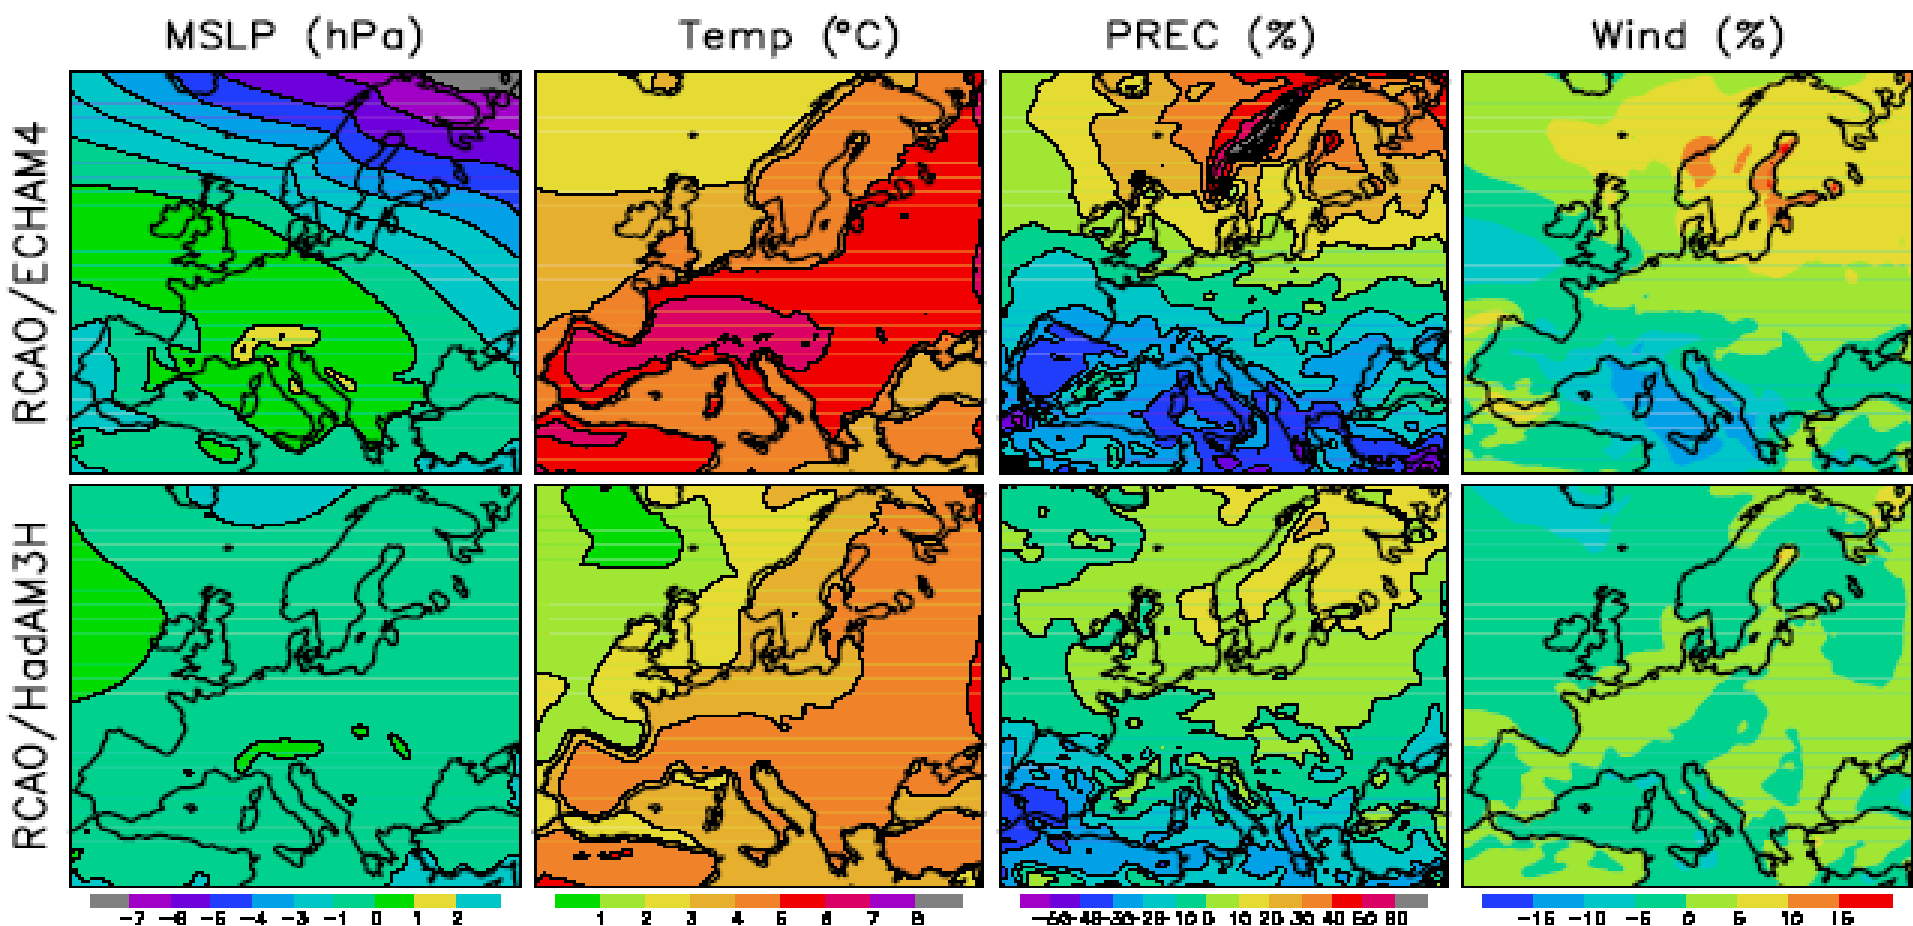 MSLP (hPa) Temp (°C) PREC (%) Wind (%)
RCAO/ECHAM4
RCAO/HadAM3H
-7 -6 -5 -4 -3 -1 0 1 2
1 2 3 4 5 6 7 8
-10 0 10 20 30 40 50
-15 -10 -5 0 5 10 15